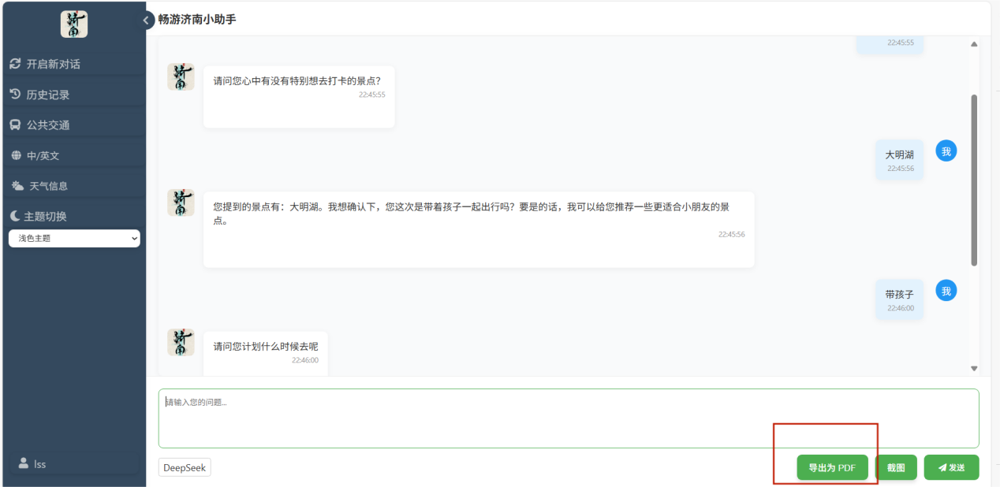 济南
畅游济南小助手
开启新对话
历史记录
公共交通
中/英文
天气信息
主题切换
浅色主题
lss
22:45:55
济南
请问您心中有没有特别想去打卡的景点？
22:45:55
大明湖
我
22:45:56
济南
您提到的景点有：大明湖。我想确认下，您这次是带着孩子一起出行吗？要是的话，我可以给您推荐一些更适合小朋友的景
点。
22:45:56
带孩子
我
22:46:00
济南
请问您计划什么时候去呢
22:46:00
请输入您的问题...
DeepSeek
导出为 PDF
截图
发送